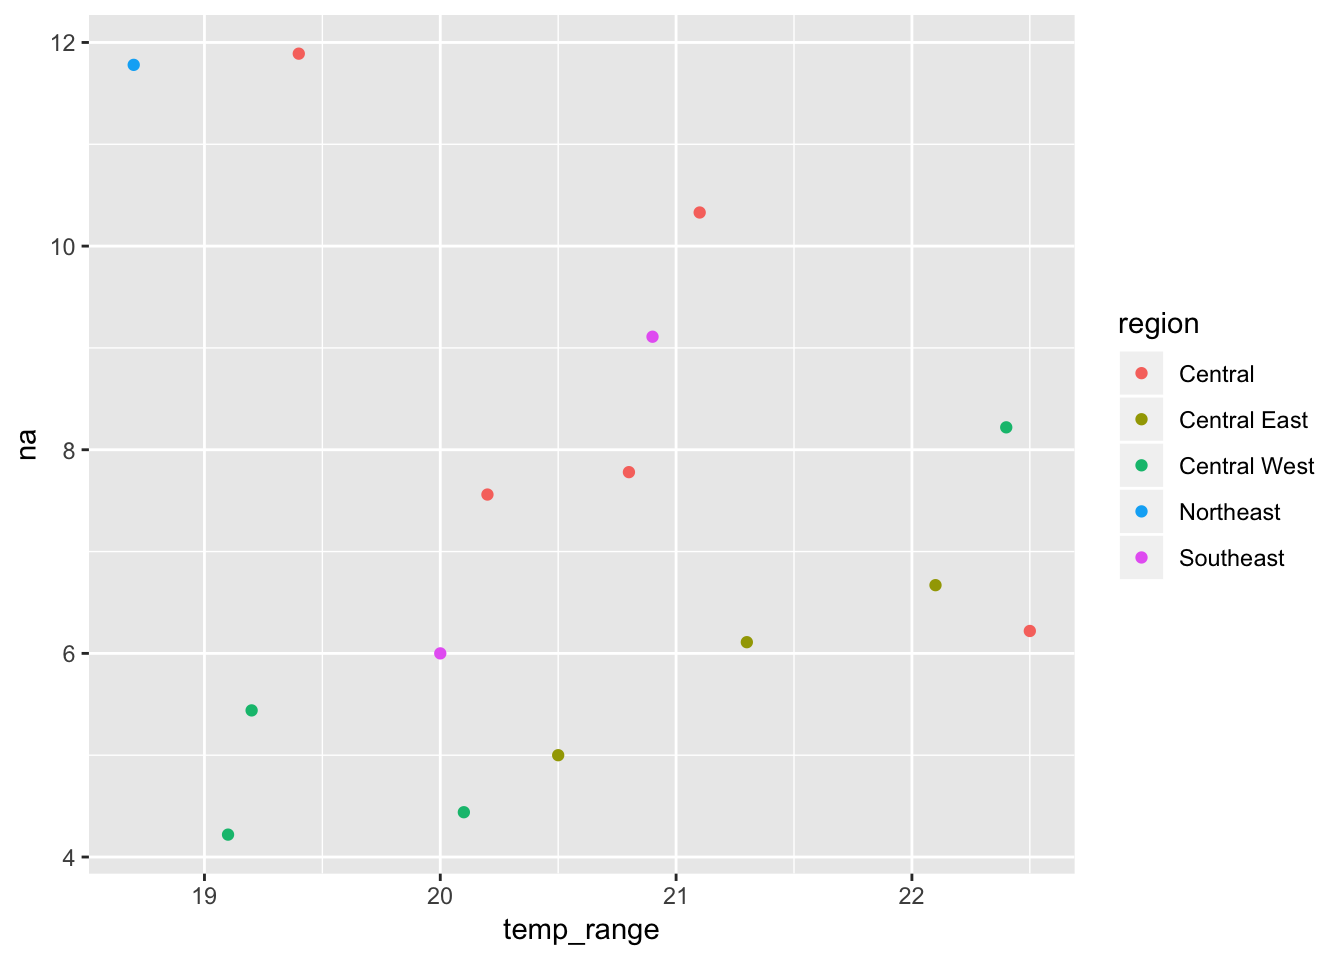 12
10
8
6
4
na
19 20 21 22
temp_range
region
Central
Central East
Central West
Northeast
Southeast